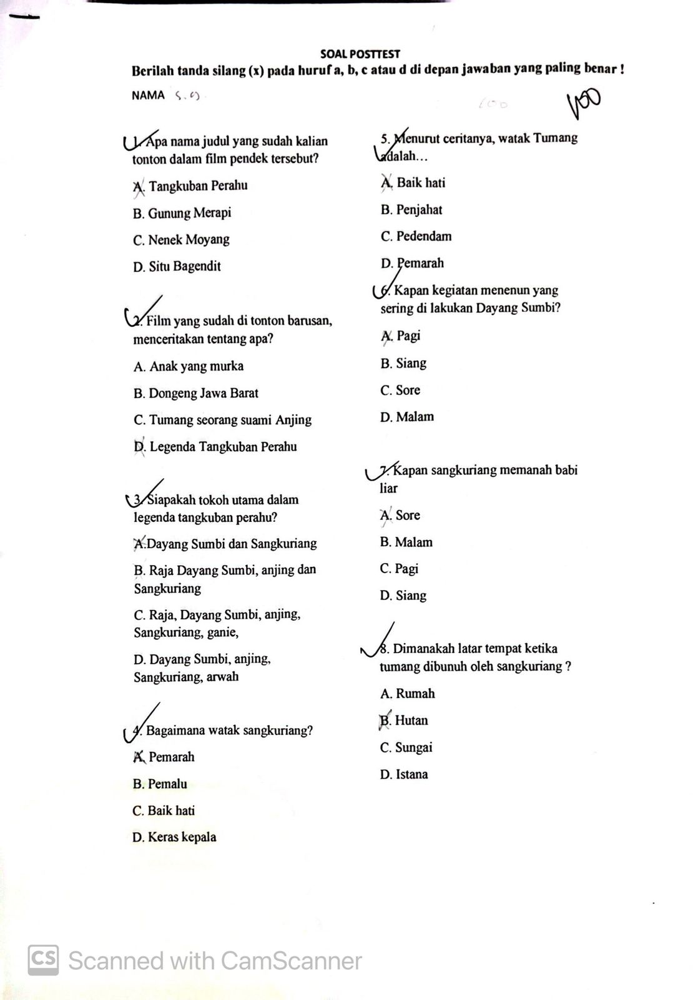 SOAL POSTTEST
Berilah tanda silang (x) pada huruf a, b, c atau d di depan jawaban yang paling benar !
NAMA
100
100
1. Apa nama judul yang sudah kalian
tonton dalam film pendek tersebut?
A. Tangkuban Perahu
B. Gunung Merapi
C. Nenek Moyang
D. Situ Bagendit
2. Film yang sudah di tonton barusan,
menceritakan tentang apa?
A. Anak yang murka
B. Dongeng Jawa Barat
C. Tumang seorang suami Anjing
D. Legenda Tangkuban Perahu
3. Siapakah tokoh utama dalam
legenda tangkuban perahu?
A.Dayang Sumbi dan Sangkuriang
B. Raja Dayang Sumbi, anjing dan
Sangkuriang
C. Raja, Dayang Sumbi, anjing,
Sangkuriang, ganie,
D. Dayang Sumbi, anjing,
Sangkuriang, arwah
4. Bagaimana watak sangkuriang?
A. Pemarah
B. Pemalu
C. Baik hati
D. Keras kepala
5. Menurut ceritanya, watak Tumang
adalah...
A. Baik hati
B. Penjahat
C. Pedendam
D. Pemarah
6. Kapan kegiatan menenun yang
sering di lakukan Dayang Sumbi?
A. Pagi
B. Siang
C. Sore
D. Malam
7. Kapan sangkuriang memanah babi
liar
A. Sore
B. Malam
C. Pagi
D. Siang
8. Dimanakah latar tempat ketika
tumang dibunuh oleh sangkuriang ?
A. Rumah
B. Hutan
C. Sungai
D. Istana
CS Scanned with CamScanner